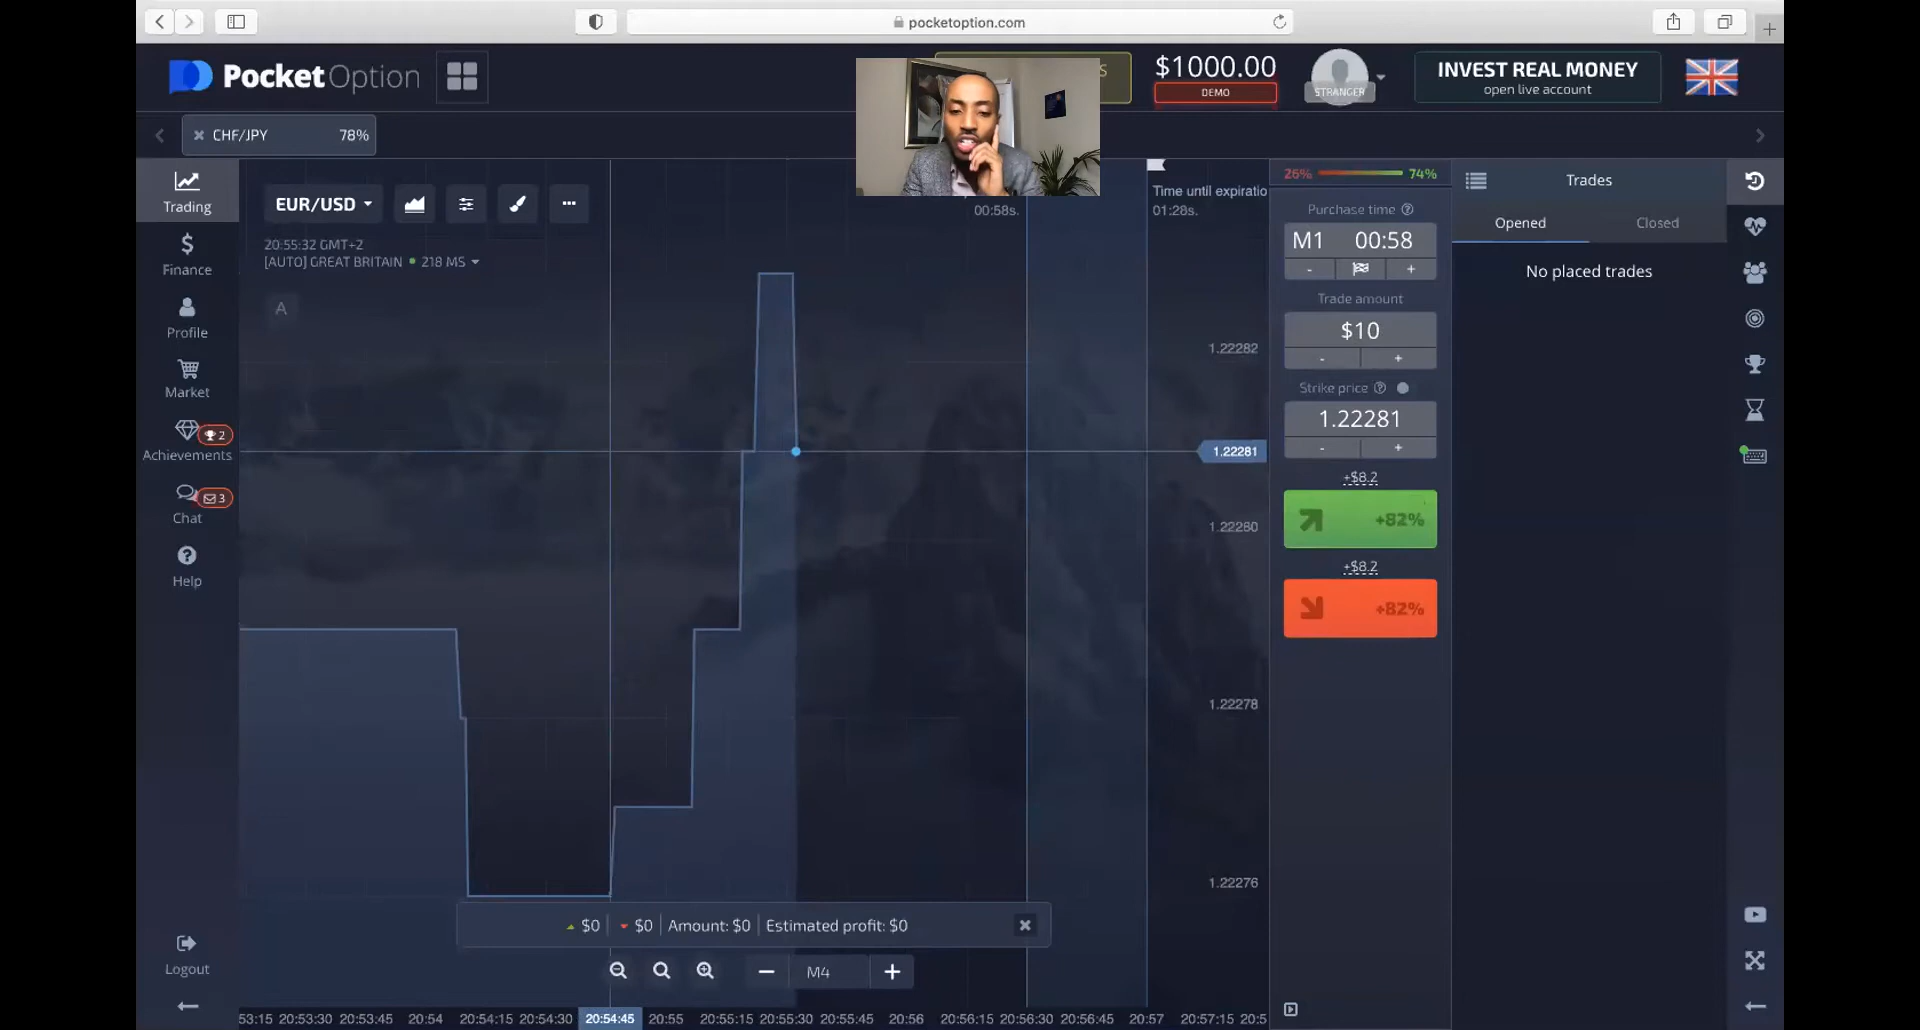 pocketoption.com
PocketOption
S
$1000.00
DEMO
STRANGER
INVEST REAL MONEY
open live account
CHF/JPY 78%
Trading
Finance
Profile
Market
Achievements
2
Chat
3
Help
Logout
EUR/USD
20:55:32 GMT+2
[AUTO] GREAT BRITAIN 218 MS
A
00:58s.
Time until expiratio
01:28s.
1.22282
1.22281
1.22280
1.22278
1.22276
$0 $0 Amount: $0 Estimated profit: $0
M4
53:15 20:53:30 20:53:45 20:54 20:54:15 20:54:30 20:54:45 20:55 20:55:15 20:55:30 20:55:45 20:56 20:56:15 20:56:30 20:56:45 20:57 20:57:15 20:5
26% 74%
Purchase time
M1 00:58
- +
Trade amount
$10
- +
Strike price
1.22281
- +
+$8.2
+82%
+$8.2
+82%
Trades
Opened Closed
No placed trades